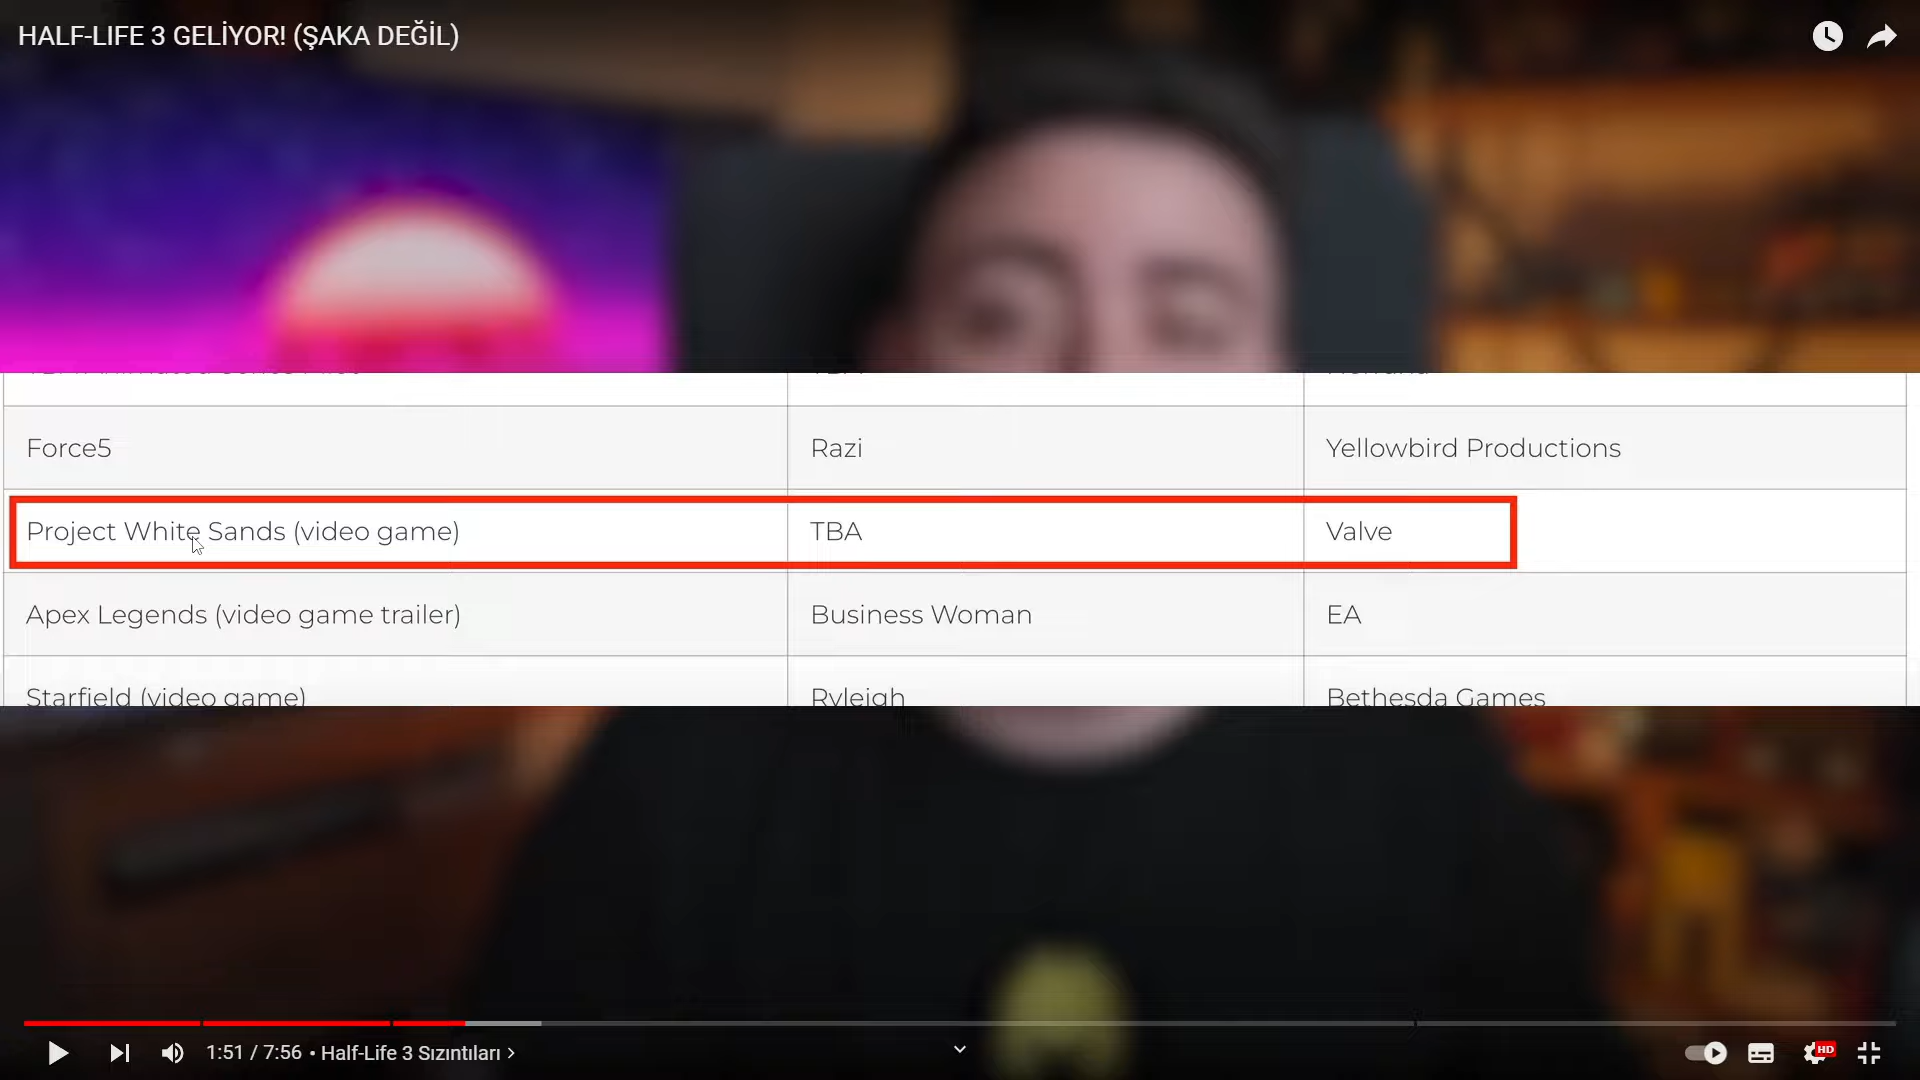 HALF-LIFE 3 GELİYOR! (ŞAKA DEĞİL)
Force5 Razi Yellowbird Productions
Project White Sands (video game) TBA Valve
Apex Legends (video game trailer) Business Woman EA
Starfield (video game) Ryleigh Bethesda Games
1:51 / 7:56 • Half-Life 3 Sızıntıları
HD